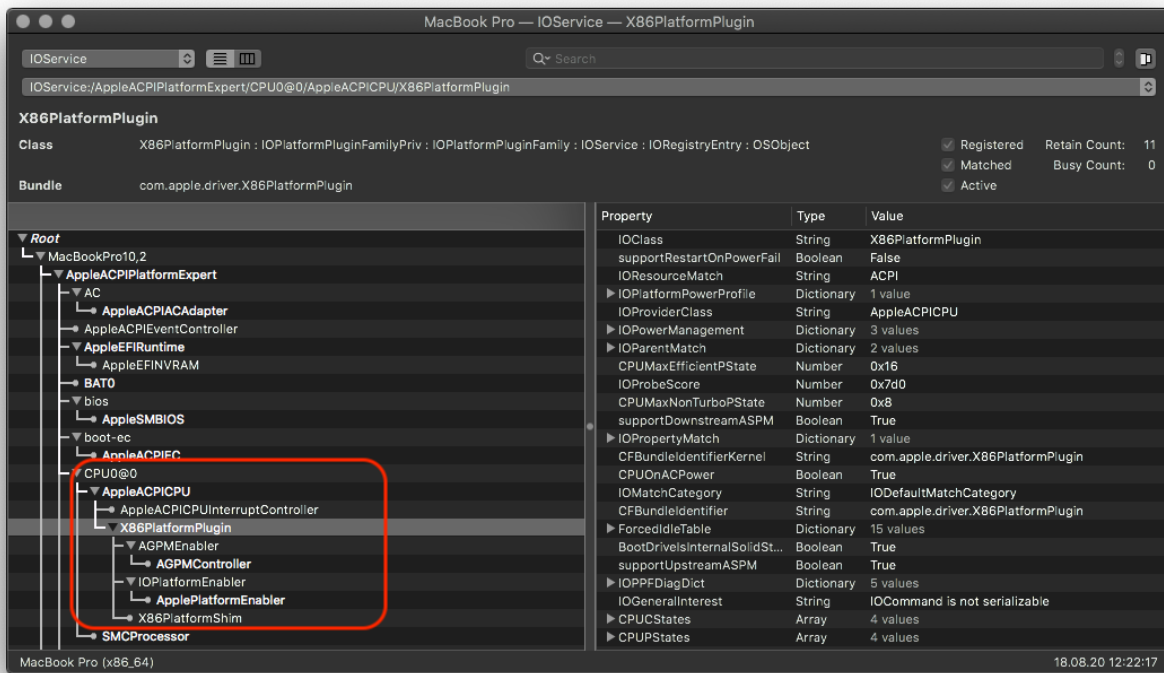 MacBook Pro — IOService — X86PlatformPlugin
IOService
Search
IOService:/AppleACPIPlatformExpert/CPU0@0/AppleACPICPU/X86PlatformPlugin
X86PlatformPlugin
Class X86PlatformPlugin : IOPlatformPluginFamilyPriv : IOPlatformPluginFamily : IOService : IORegistryEntry : OSObject
Registered Retain Count: 11
Matched Busy Count: 0
Bundle com.apple.driver.X86PlatformPlugin
Active
Root
MacBookPro10,2
AppleACPIPlatformExpert
AC
AppleACPIACAdapter
AppleACPIEventController
AppleEFIRuntime
AppleEFINVRAM
BAT0
bios
AppleSMBIOS
boot-ec
AppleACPIEC
CPU0@0
AppleACPICPU
AppleACPICPUInterruptController
X86PlatformPlugin
AGPMEnabler
AGPMController
IOPlatformEnabler
ApplePlatformEnabler
X86PlatformShim
SMCProcessor
Property Type Value
IOClass String X86PlatformPlugin
supportRestartOnPowerFail Boolean False
IOResourceMatch String ACPI
IOPlatformPowerProfile Dictionary 1 value
IOProviderClass String AppleACPICPU
IOPowerManagement Dictionary 3 values
IOParentMatch Dictionary 2 values
CPUMaxEfficientPState Number 0x16
IOProbeScore Number 0x7d0
CPUMaxNonTurboPState Number 0x8
supportDownstreamASPM Boolean True
IOPropertyMatch Dictionary 1 value
CFBundleIdentifierKernel String com.apple.driver.X86PlatformPlugin
CPUOnACPower Boolean True
IOMatchCategory String IODefaultMatchCategory
CFBundleIdentifier String com.apple.driver.X86PlatformPlugin
ForcedIdleTable Dictionary 15 values
BootDriveIsInternalSolidSt... Boolean True
supportUpstreamASPM Boolean True
IOPPFDiagDict Dictionary 5 values
IOGeneralInterest String IOCommand is not serializable
CPUCStates Array 4 values
CPUPStates Array 4 values
MacBook Pro (x86_64)
18.08.20 12:22:17